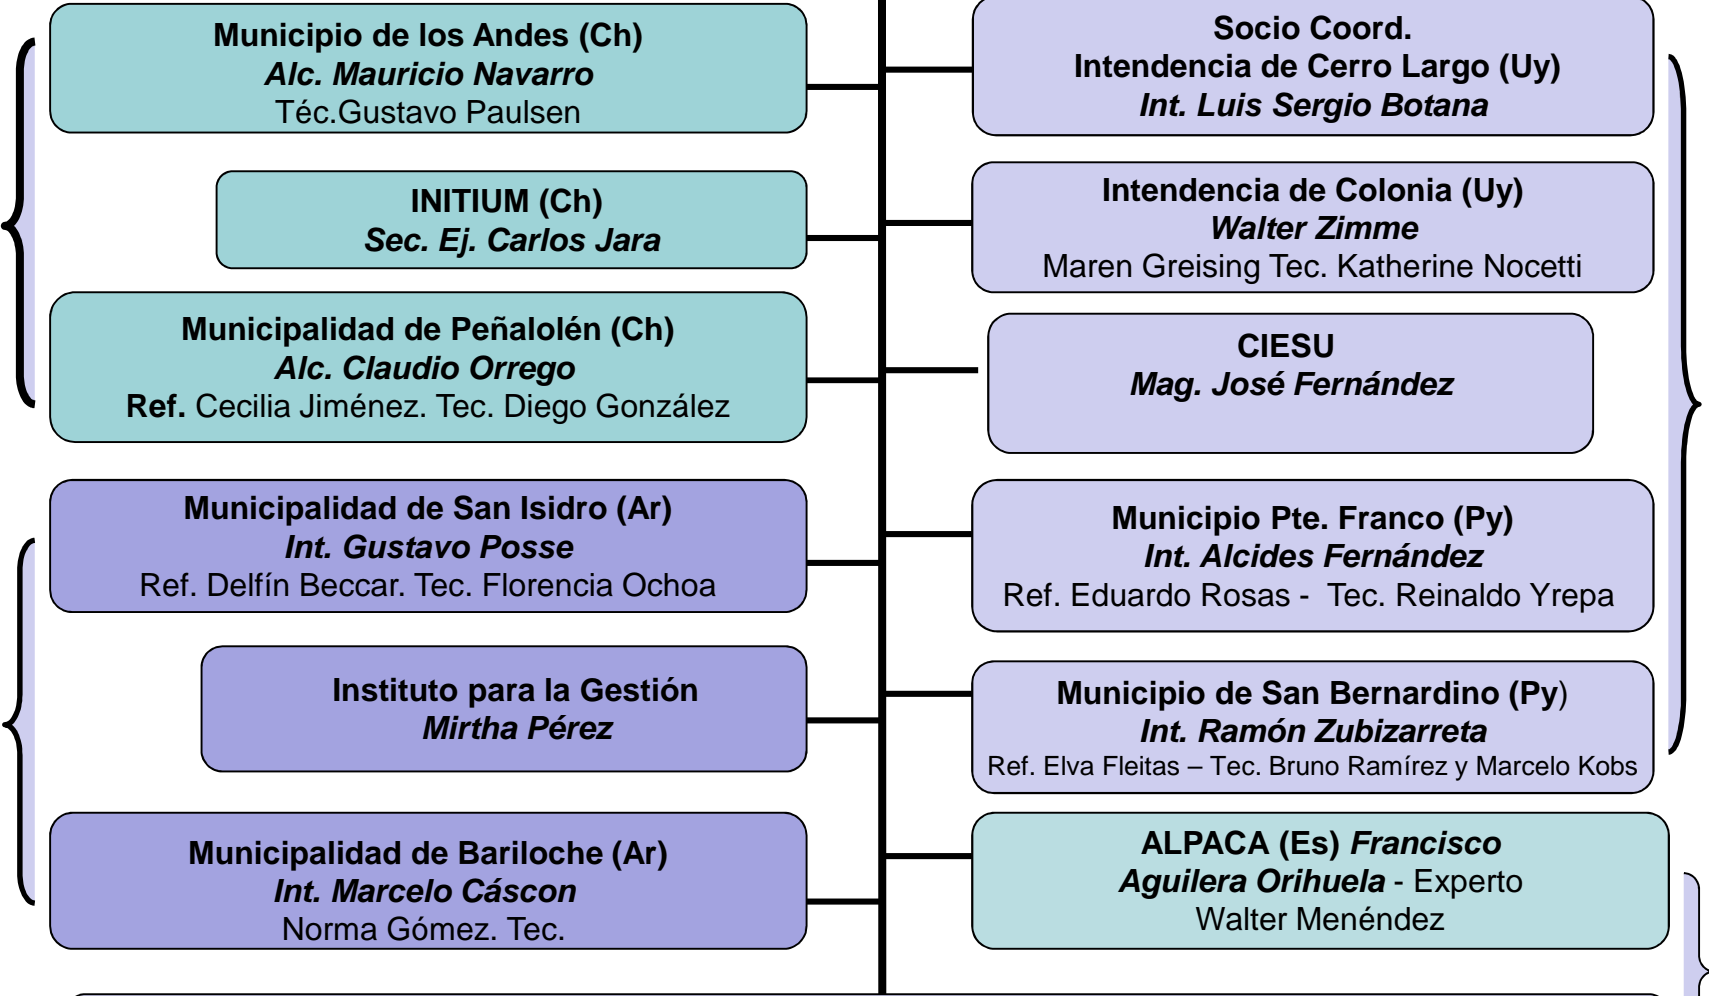 Municipio de los Andes (Ch)
Alc. Mauricio Navarro
Téc.Gustavo Paulsen
INITIUM (Ch)
Sec. Ej. Carlos Jara
Municipalidad de Peñalolén (Ch)
Alc. Claudio Orrego
Ref. Cecilia Jiménez. Tec. Diego González
Municipalidad de San Isidro (Ar)
Int. Gustavo Posse
Ref. Delfín Beccar. Tec. Florencia Ochoa
Instituto para la Gestión
Mirtha Pérez
Municipalidad de Bariloche (Ar)
Int. Marcelo Cáscon
Norma Gómez. Tec.
Socio Coord.
Intendencia de Cerro Largo (Uy)
Int. Luis Sergio Botana
Intendencia de Colonia (Uy)
Walter Zimme
Maren Greising Tec. Katherine Nocetti
CIESU
Mag. José Fernández
Municipio Pte. Franco (Py)
Int. Alcides Fernández
Ref. Eduardo Rosas -  Tec. Reinaldo Yrepa
Municipio de San Bernardino (Py)
Int. Ramón Zubizarreta
Ref. Elva Fleitas – Tec. Bruno Ramírez y Marcelo Kobs
ALPACA (Es) Francisco
Aguilera Orihuela - Experto
Walter Menéndez